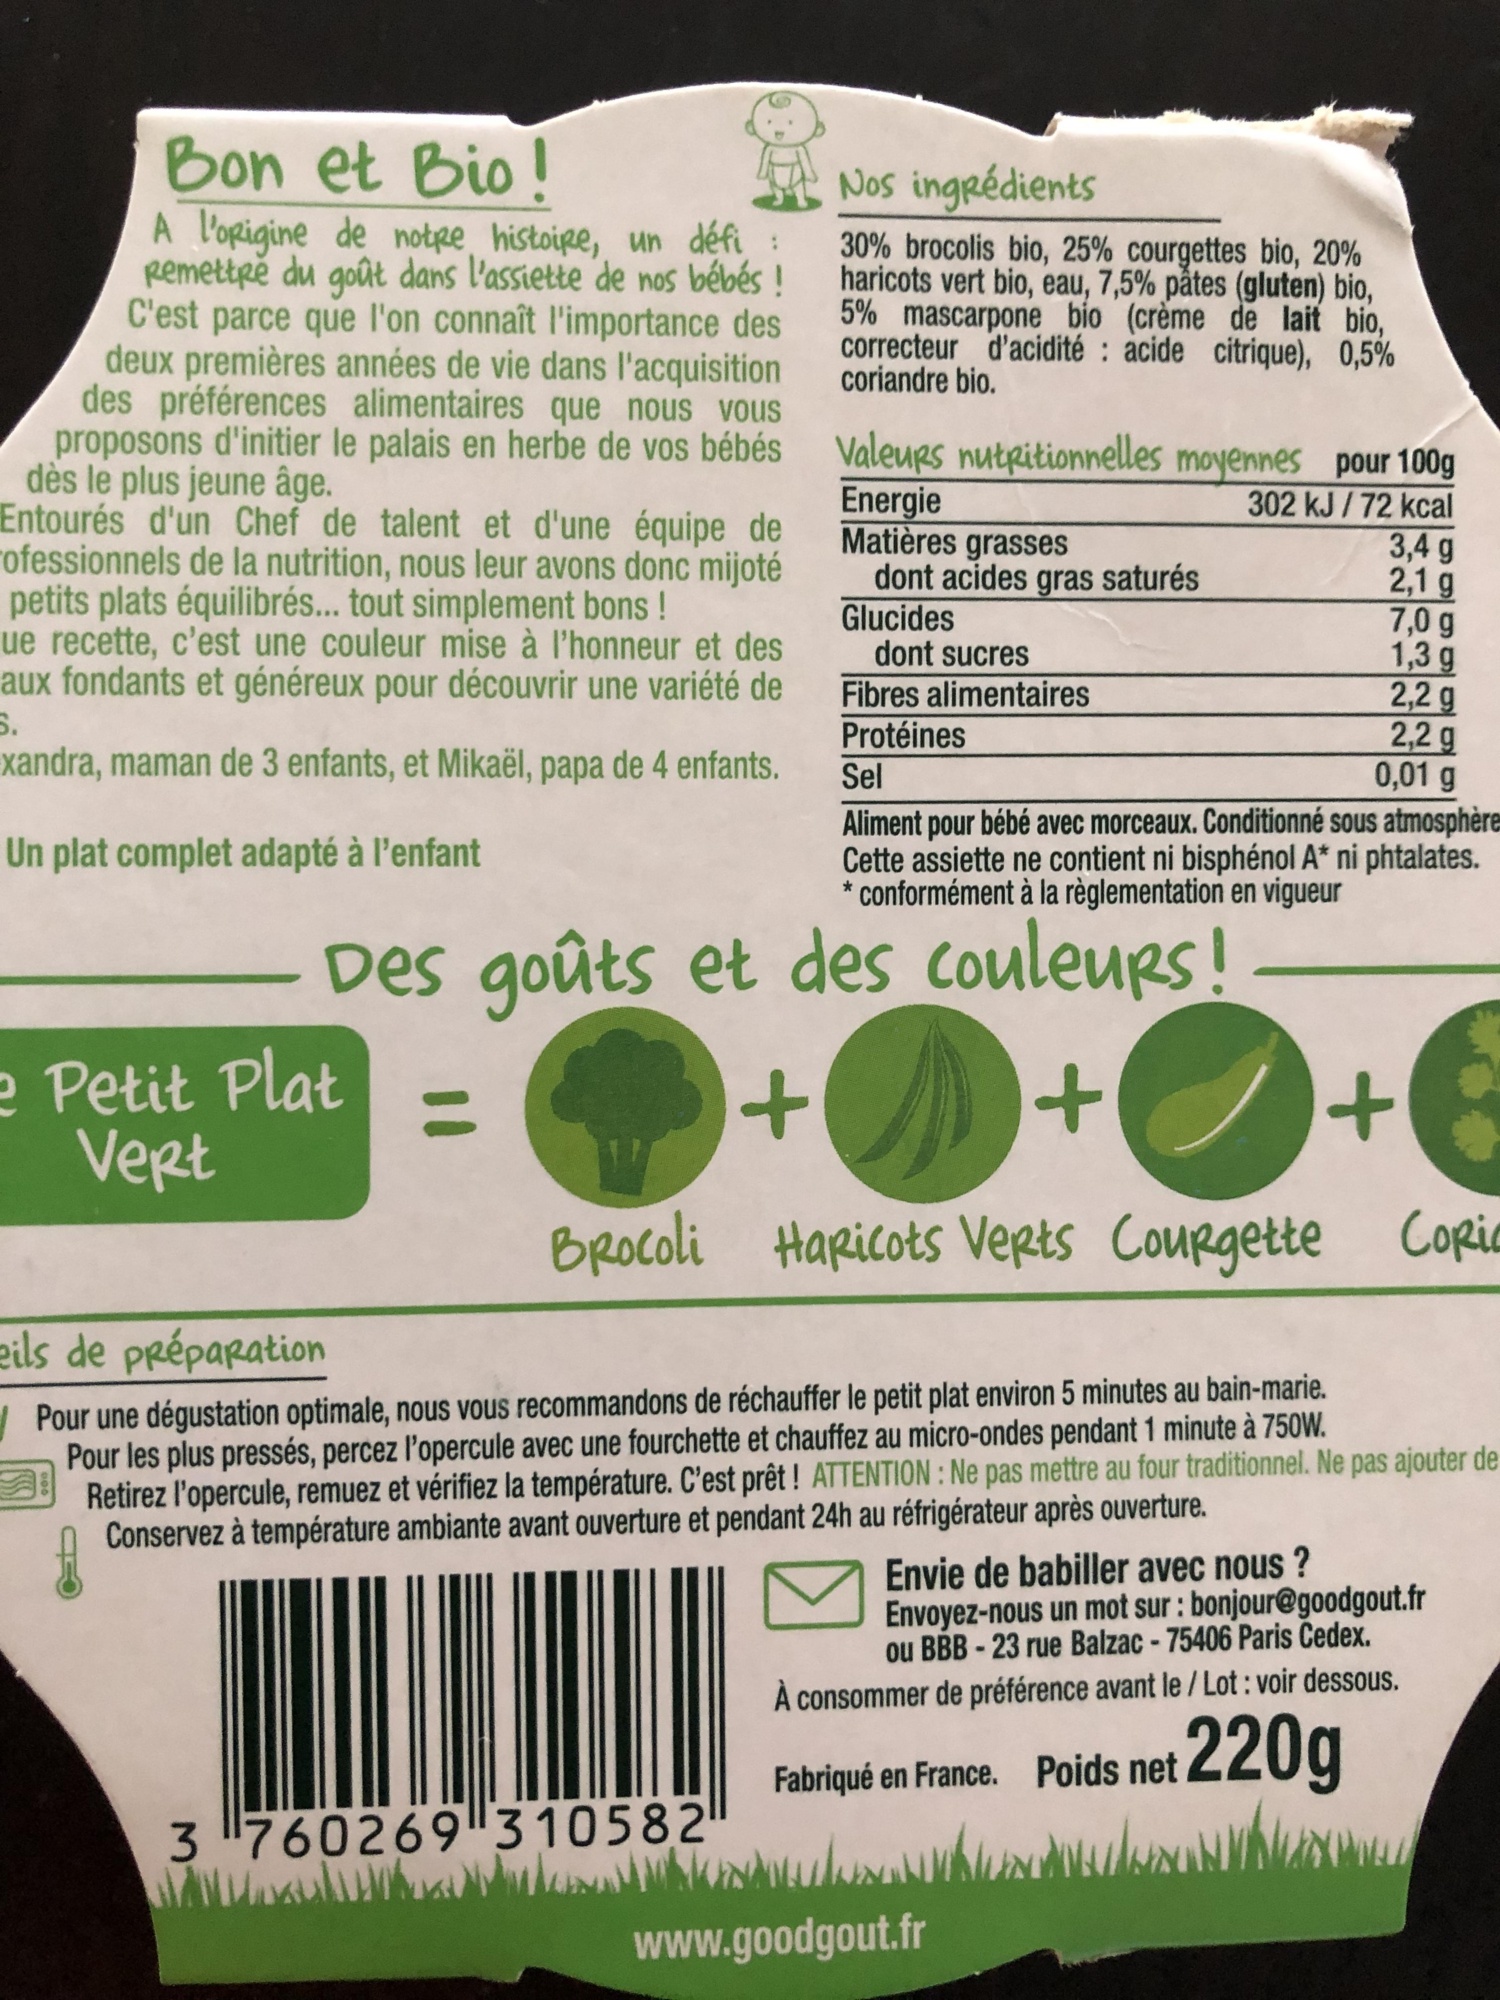 Bon et Bio !
A l'origine de notre histoire, un défi :
remettre du goût dans l'assiette de nos bébés !
C'est parce que l'on connaît l'importance des
deux premières années de vie dans l'acquisition
des préférences alimentaires que nous vous
proposons d'initier le palais en herbe de vos bébés
dès le plus jeune âge.
Entourés d'un Chef de talent et d'une équipe de
rofessionnels de la nutrition, nous leur avons donc mijoté
petits plats équilibrés... tout simplement bons !
ue recette, c'est une couleur mise à l'honneur et des
aux fondants et généreux pour découvrir une variété de
s.
xandra, maman de 3 enfants, et Mikaël, papa de 4 enfants.
Un plat complet adapté à l'enfant
Nos ingrédients
30% brocolis bio, 25% courgettes bio, 20%
haricots vert bio, eau, 7,5% pâtes (gluten) bio,
5% mascarpone bio (crème de lait bio,
correcteur d'acidité : acide citrique), 0,5%
coriandre bio.
Valeurs nutritionnelles moyennes pour 100g
Energie 302 kJ / 72 kcal
Matières grasses 3,4 g
dont acides gras saturés 2,1 g
Glucides 7,0 g
dont sucres 1,3 g
Fibres alimentaires 2,2 g
Protéines 2,2 g
Sel 0,01 g
Aliment pour bébé avec morceaux. Conditionné sous atmosphère
Cette assiette ne contient ni bisphénol A* ni phtalates.
* conformément à la règlementation en vigueur
Des goûts et des couleurs !
e Petit Plat
Vert
= + + +
Brocoli Haricots Verts Courgette Coria
eils de préparation
Pour une dégustation optimale, nous vous recommandons de réchauffer le petit plat environ 5 minutes au bain-marie.
Pour les plus pressés, percez l'opercule avec une fourchette et chauffez au micro-ondes pendant 1 minute à 750W.
Retirez l'opercule, remuez et vérifiez la température. C'est prêt ! ATTENTION : Ne pas mettre au four traditionnel. Ne pas ajouter de
Conservez à température ambiante avant ouverture et pendant 24h au réfrigérateur après ouverture.
Envie de babiller avec nous ?
Envoyez-nous un mot sur : bonjour@goodgout.fr
ou BBB - 23 rue Balzac - 75406 Paris Cedex.
À consommer de préférence avant le / Lot : voir dessous.
Fabriqué en France. Poids net 220g
3 760269 310582
www.goodgout.fr